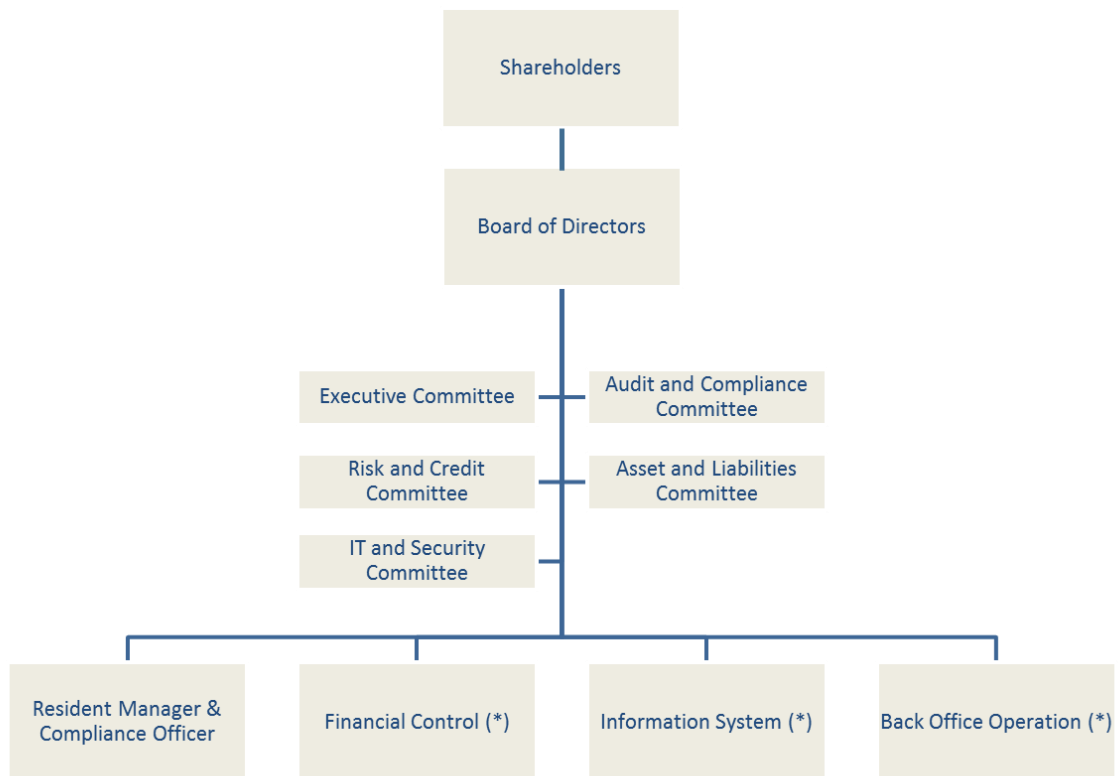 Shareholders
Board of Directors
Executive Committee
Audit and Compliance
Committee
Risk and Credit
Committee
Asset and Liabilities
Committee
IT and Security
Committee
Resident Manager &
Compliance Officer
Financial Control (*)
Information System (*)
Back Office Operation (*)